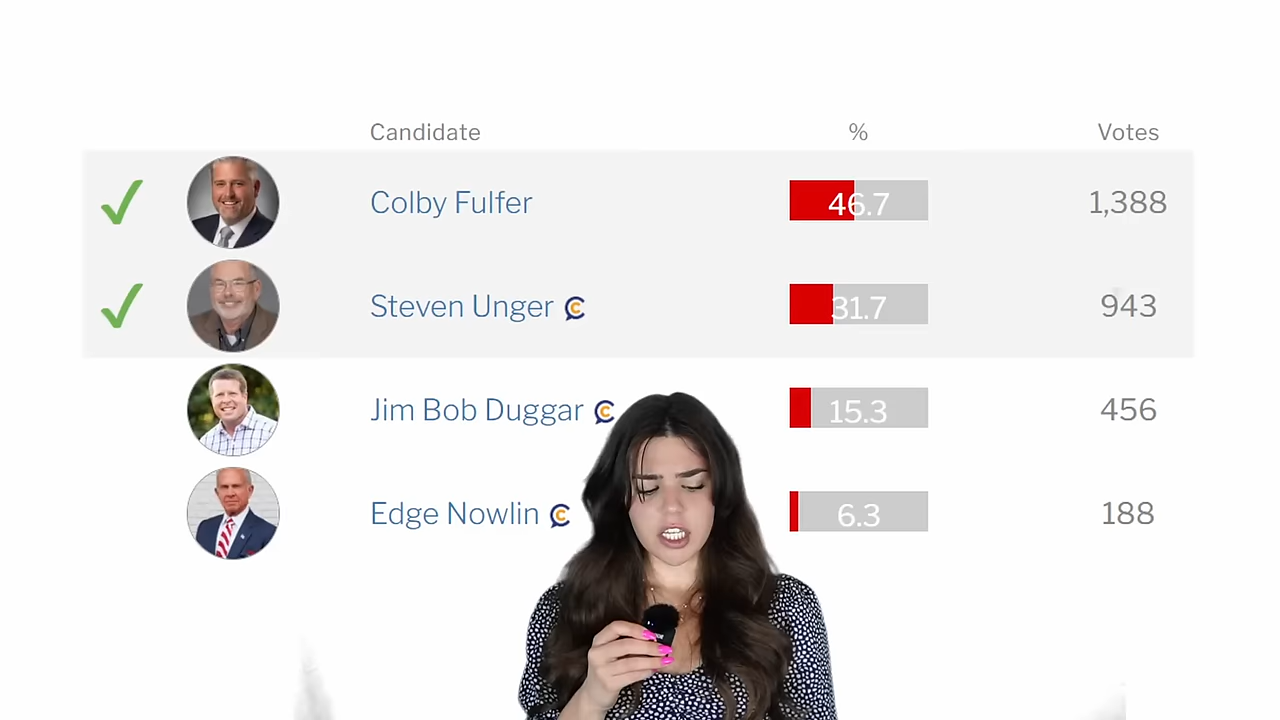 Candidate % Votes
Colby Fulfer 46.7 1,388
Steven Unger 31.7 943
Jim Bob Duggar 15.3 456
Edge Nowlin 6.3 188